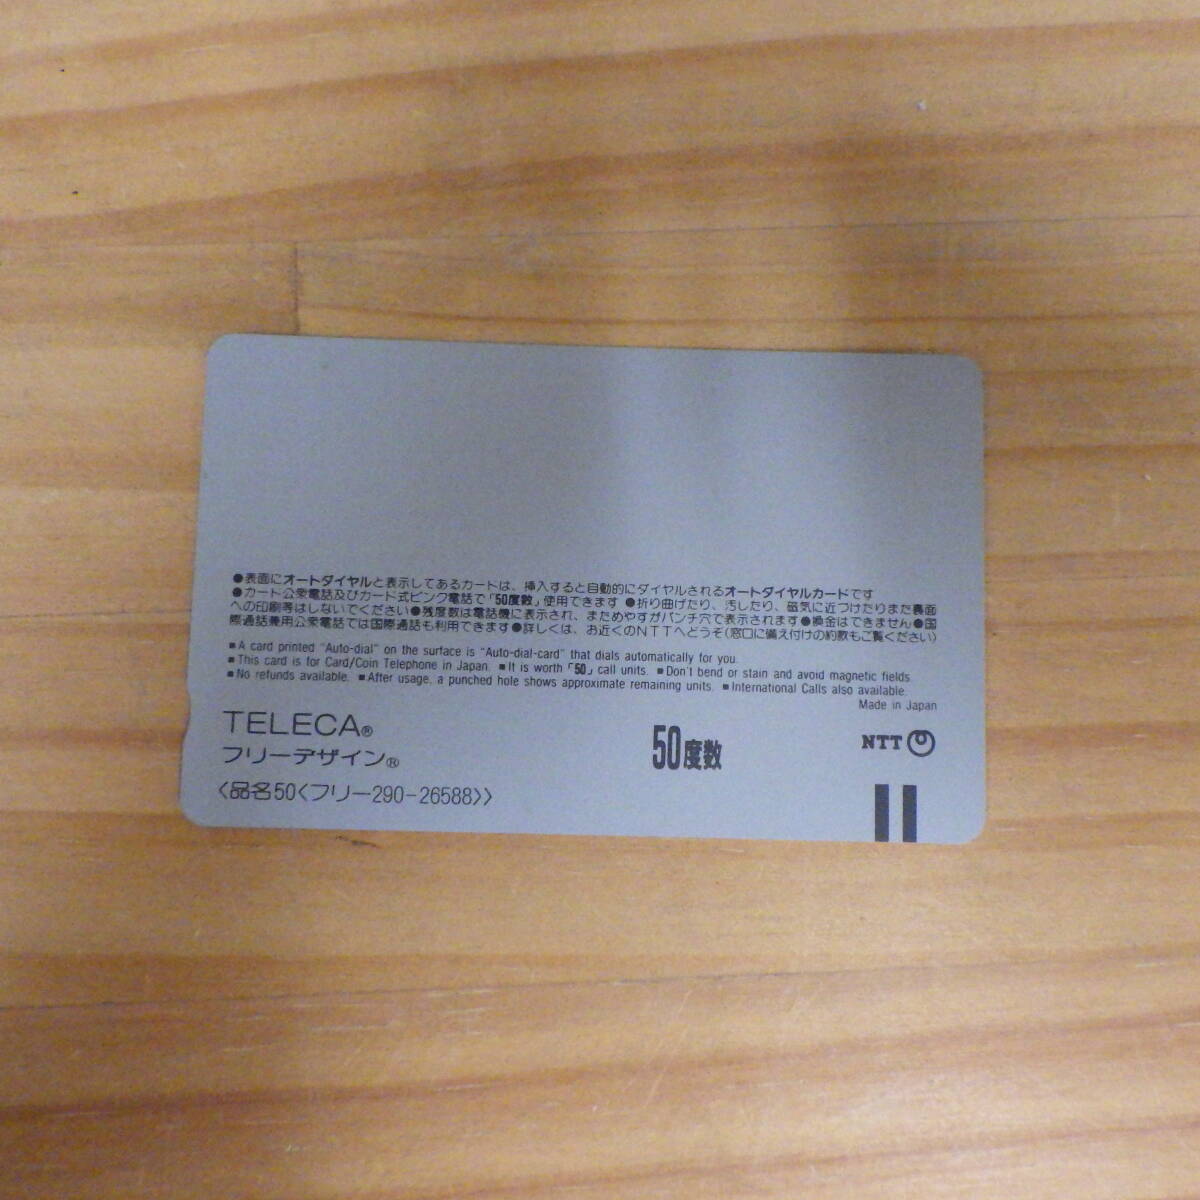 ●表面にオートダイヤルと表示してあるカードは、挿入すると自動的にダイヤルされるオートダイヤルカードです
●カード公衆電話及びカード式ピンク電話で「50度数」使用できます ●折り曲げたり、汚したり、磁気に近づけたりまた裏面
への印刷等はしないでください●残度数は電話機に表示され、まためやすがパンチ穴で表示されます●換金はできません●国
際通話兼用公衆電話では国際通話も利用できます●詳しくは、お近くのNTTへどうぞ(窓口に備え付けの約款もご覧ください)
■A card printed "Auto-dial" on the surface is "Auto-dial-card" that dials automatically for you.
■This card is for Card/Coin Telephone in Japan. ■It is worth「50」call units. ■Don't bend or stain and avoid magnetic fields.
■No refunds available. ■After usage, a punched hole shows approximate remaining units. ■International Calls also available.
Made in Japan
TELECA®
フリーデザイン®
50度数
NTT
〈品名50〈フリー290-26588〉〉